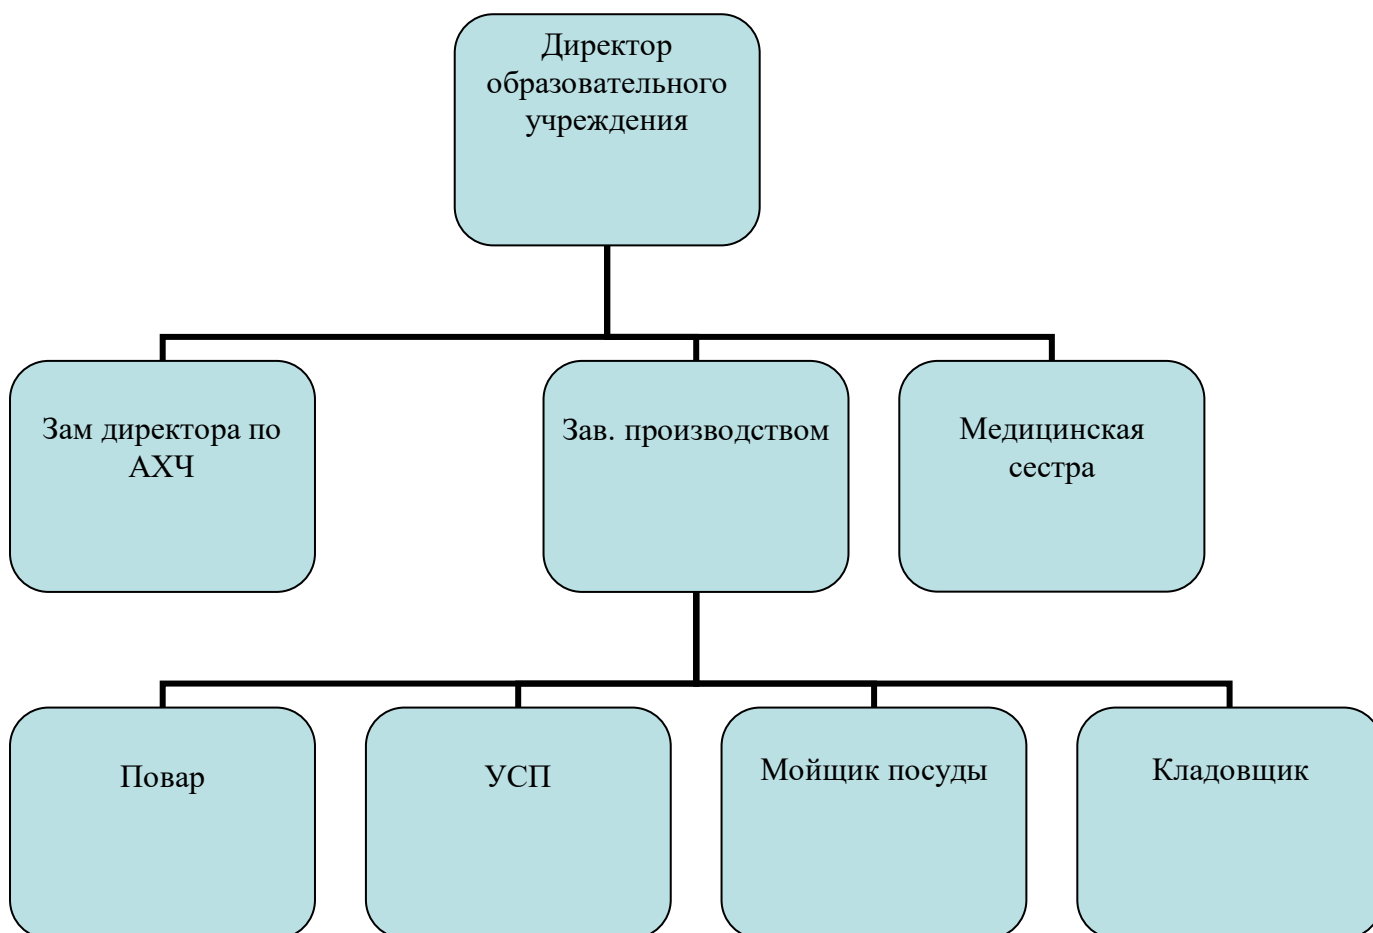 Директор
образовательного
учреждения
Зам директора по
АХЧ
Зав. производством
Медицинская
сестра
Повар
УСП
Мойщик посуды
Кладовщик